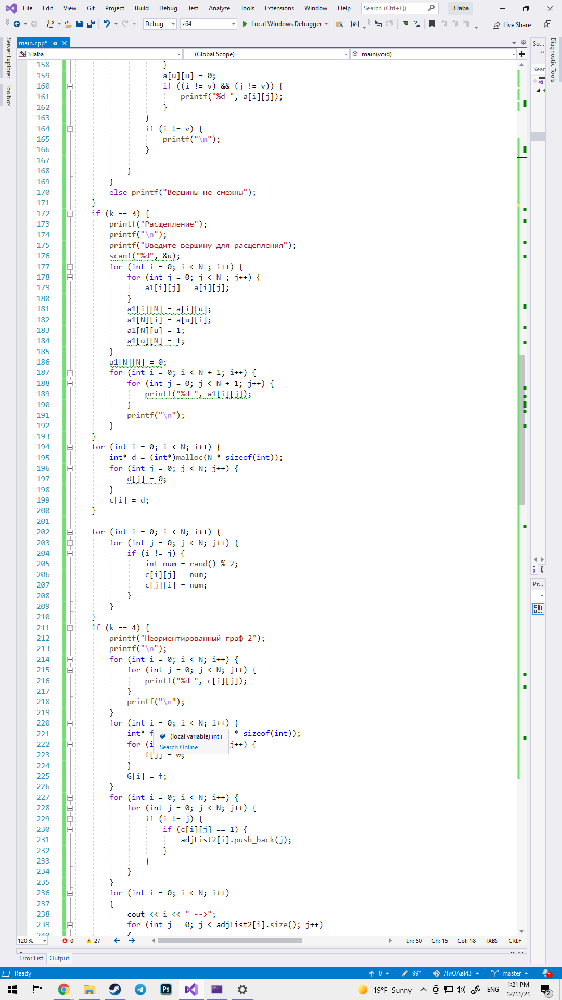 File Edit View Git Project Build Debug Test Analyze Tools Extensions Window Help Search (Ctrl+Q) 3 laba
Debug x64 Local Windows Debugger Live Share
Server Explorer
Toolbox
Diagnostic Tools
main.cpp*
3 laba (Global Scope) main(void)
So...
Sear
158 }
159 a[u][u] = 0;
160 if ((i != v) && (j != v)) {
161 printf("%d ", a[i][j]);
162 }
163 }
164 if (i != v) {
165 printf("\n");
166 }
167
168 }
169 }
170 else printf("Вершины не смежны");
171 }
172 if (k == 3) {
173 printf("Расщепление");
174 printf("\n");
175 printf("Введите вершину для расщепления");
176 scanf("%d", &u);
177 for (int i = 0; i < N ; i++) {
178 for (int j = 0; j < N ; j++) {
179 a1[i][j] = a[i][j];
180 }
181 a1[i][N] = a[i][u];
182 a1[N][i] = a[u][i];
183 a1[N][u] = 1;
184 a1[u][N] = 1;
185 }
186 a1[N][N] = 0;
187 for (int i = 0; i < N + 1; i++) {
188 for (int j = 0; j < N + 1; j++) {
189 printf("%d ", a1[i][j]);
190 }
191 printf("\n");
192 }
193 }
194 for (int i = 0; i < N; i++) {
195 int* d = (int*)malloc(N * sizeof(int));
196 for (int j = 0; j < N; j++) {
197 d[j] = 0;
198 }
199 c[i] = d;
200 }
201
202 for (int i = 0; i < N; i++) {
203 for (int j = 0; j < N; j++) {
204 if (i != j) {
205 int num = rand() % 2;
206 c[i][j] = num;
207 c[j][i] = num;
208 }
209 }
210 }
211 if (k == 4) {
212 printf("Неориентированный граф 2");
213 printf("\n");
214 for (int i = 0; i < N; i++) {
215 for (int j = 0; j < N; j++) {
216 printf("%d ", c[i][j]);
217 }
218 printf("\n");
219 }
220 for (int i = 0; i < N; i++) {
221 int* f * sizeof(int));
(local variable) int i
222 for (i j++) {
Search Online
223 f[j] = 0;
224 }
225 G[i] = f;
226 }
227 for (int i = 0; i < N; i++) {
228 for (int j = 0; j < N; j++) {
229 if (i != j) {
230 if (c[i][j] == 1) {
231 adjList2[i].push_back(j);
232 }
233 }
234 }
235 }
236 for (int i = 0; i < N; i++)
237 {
238 cout << i << " -->";
239 for (int j = 0; j < adjList2[i].size(); j++)
240 {
Pr...
120 % 0 27 Ln: 50 Ch: 15 Col: 18 TABS CRLF
Error List Output
Ready 0 99* ЛиОАвИЗ master 1
Ps 19°F Sunny ENG 1:21 PM 12/11/21 2